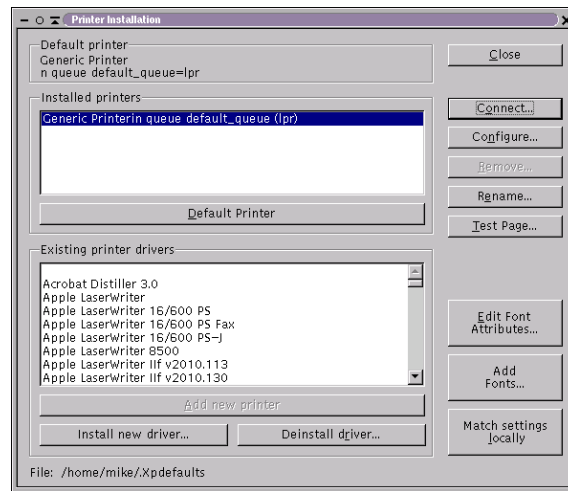 Printer Installation
Default printer
Generic Printer
n queue default_queue=lpr
Close
Installed printers
Generic Printerin queue default_queue (lpr)
Connect...
Configure...
Remove...
Rename...
Default Printer
Test Page...
Existing printer drivers
Acrobat Distiller 3.0
Apple LaserWriter
Apple LaserWriter 16/600 PS
Apple LaserWriter 16/600 PS Fax
Apple LaserWriter 16/600 PS-J
Apple LaserWriter 8500
Apple LaserWriter IIf v2010.113
Apple LaserWriter IIf v2010.130
Edit Font
Attributes...
Add
Fonts...
Add new printer
Install new driver...
Deinstall driver...
Match settings
locally
File: /home/mike/.Xpdefaults